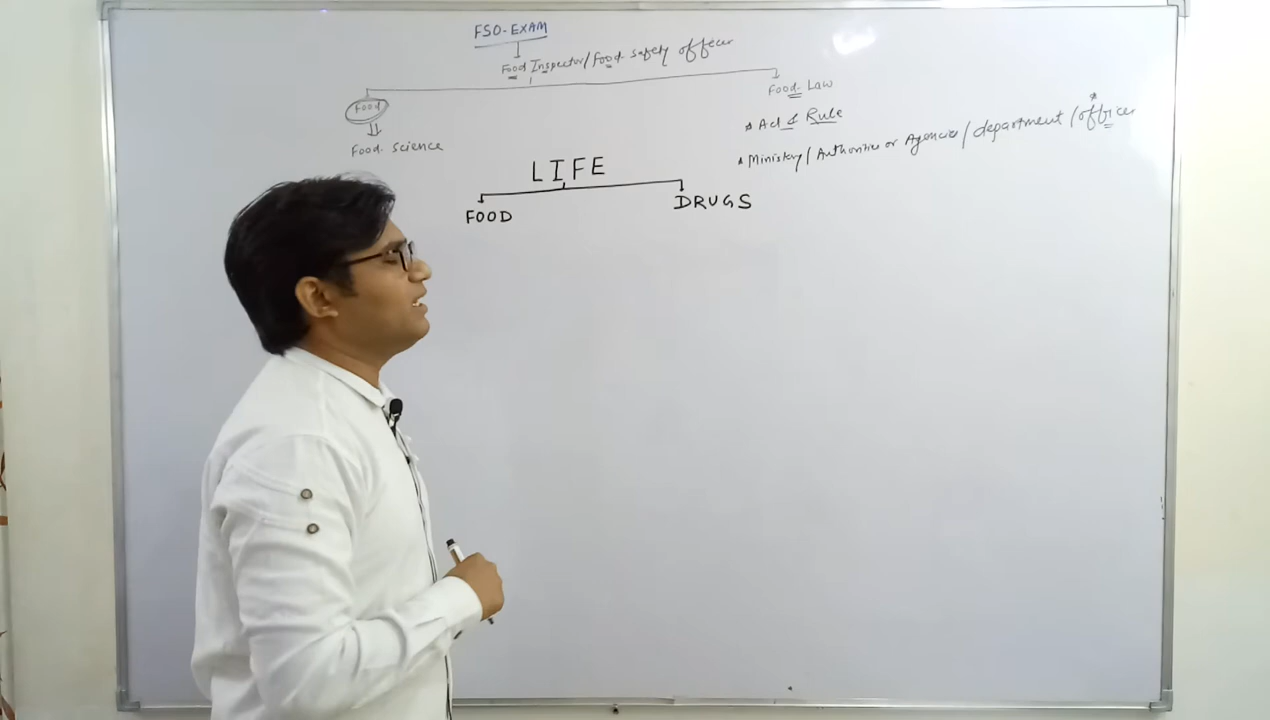 FSO-EXAM
Food Inspector/Food safety officer
Food
Food Law
Food Science
* Act & Rule
* Ministry/Authorities or Agencies/department/officer
LIFE
FOOD
DRUGS